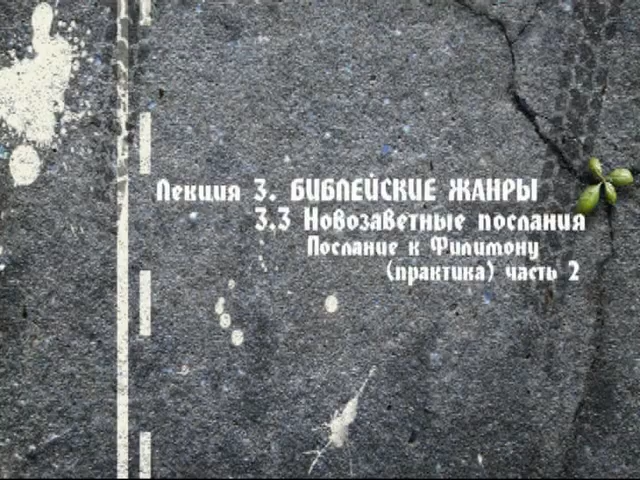 Лекция 3. БИБЛЕЙСКИЕ ЖАНРЫ
3.3 Новозаветные послания
Послание к Филимону
(практика) часть 2